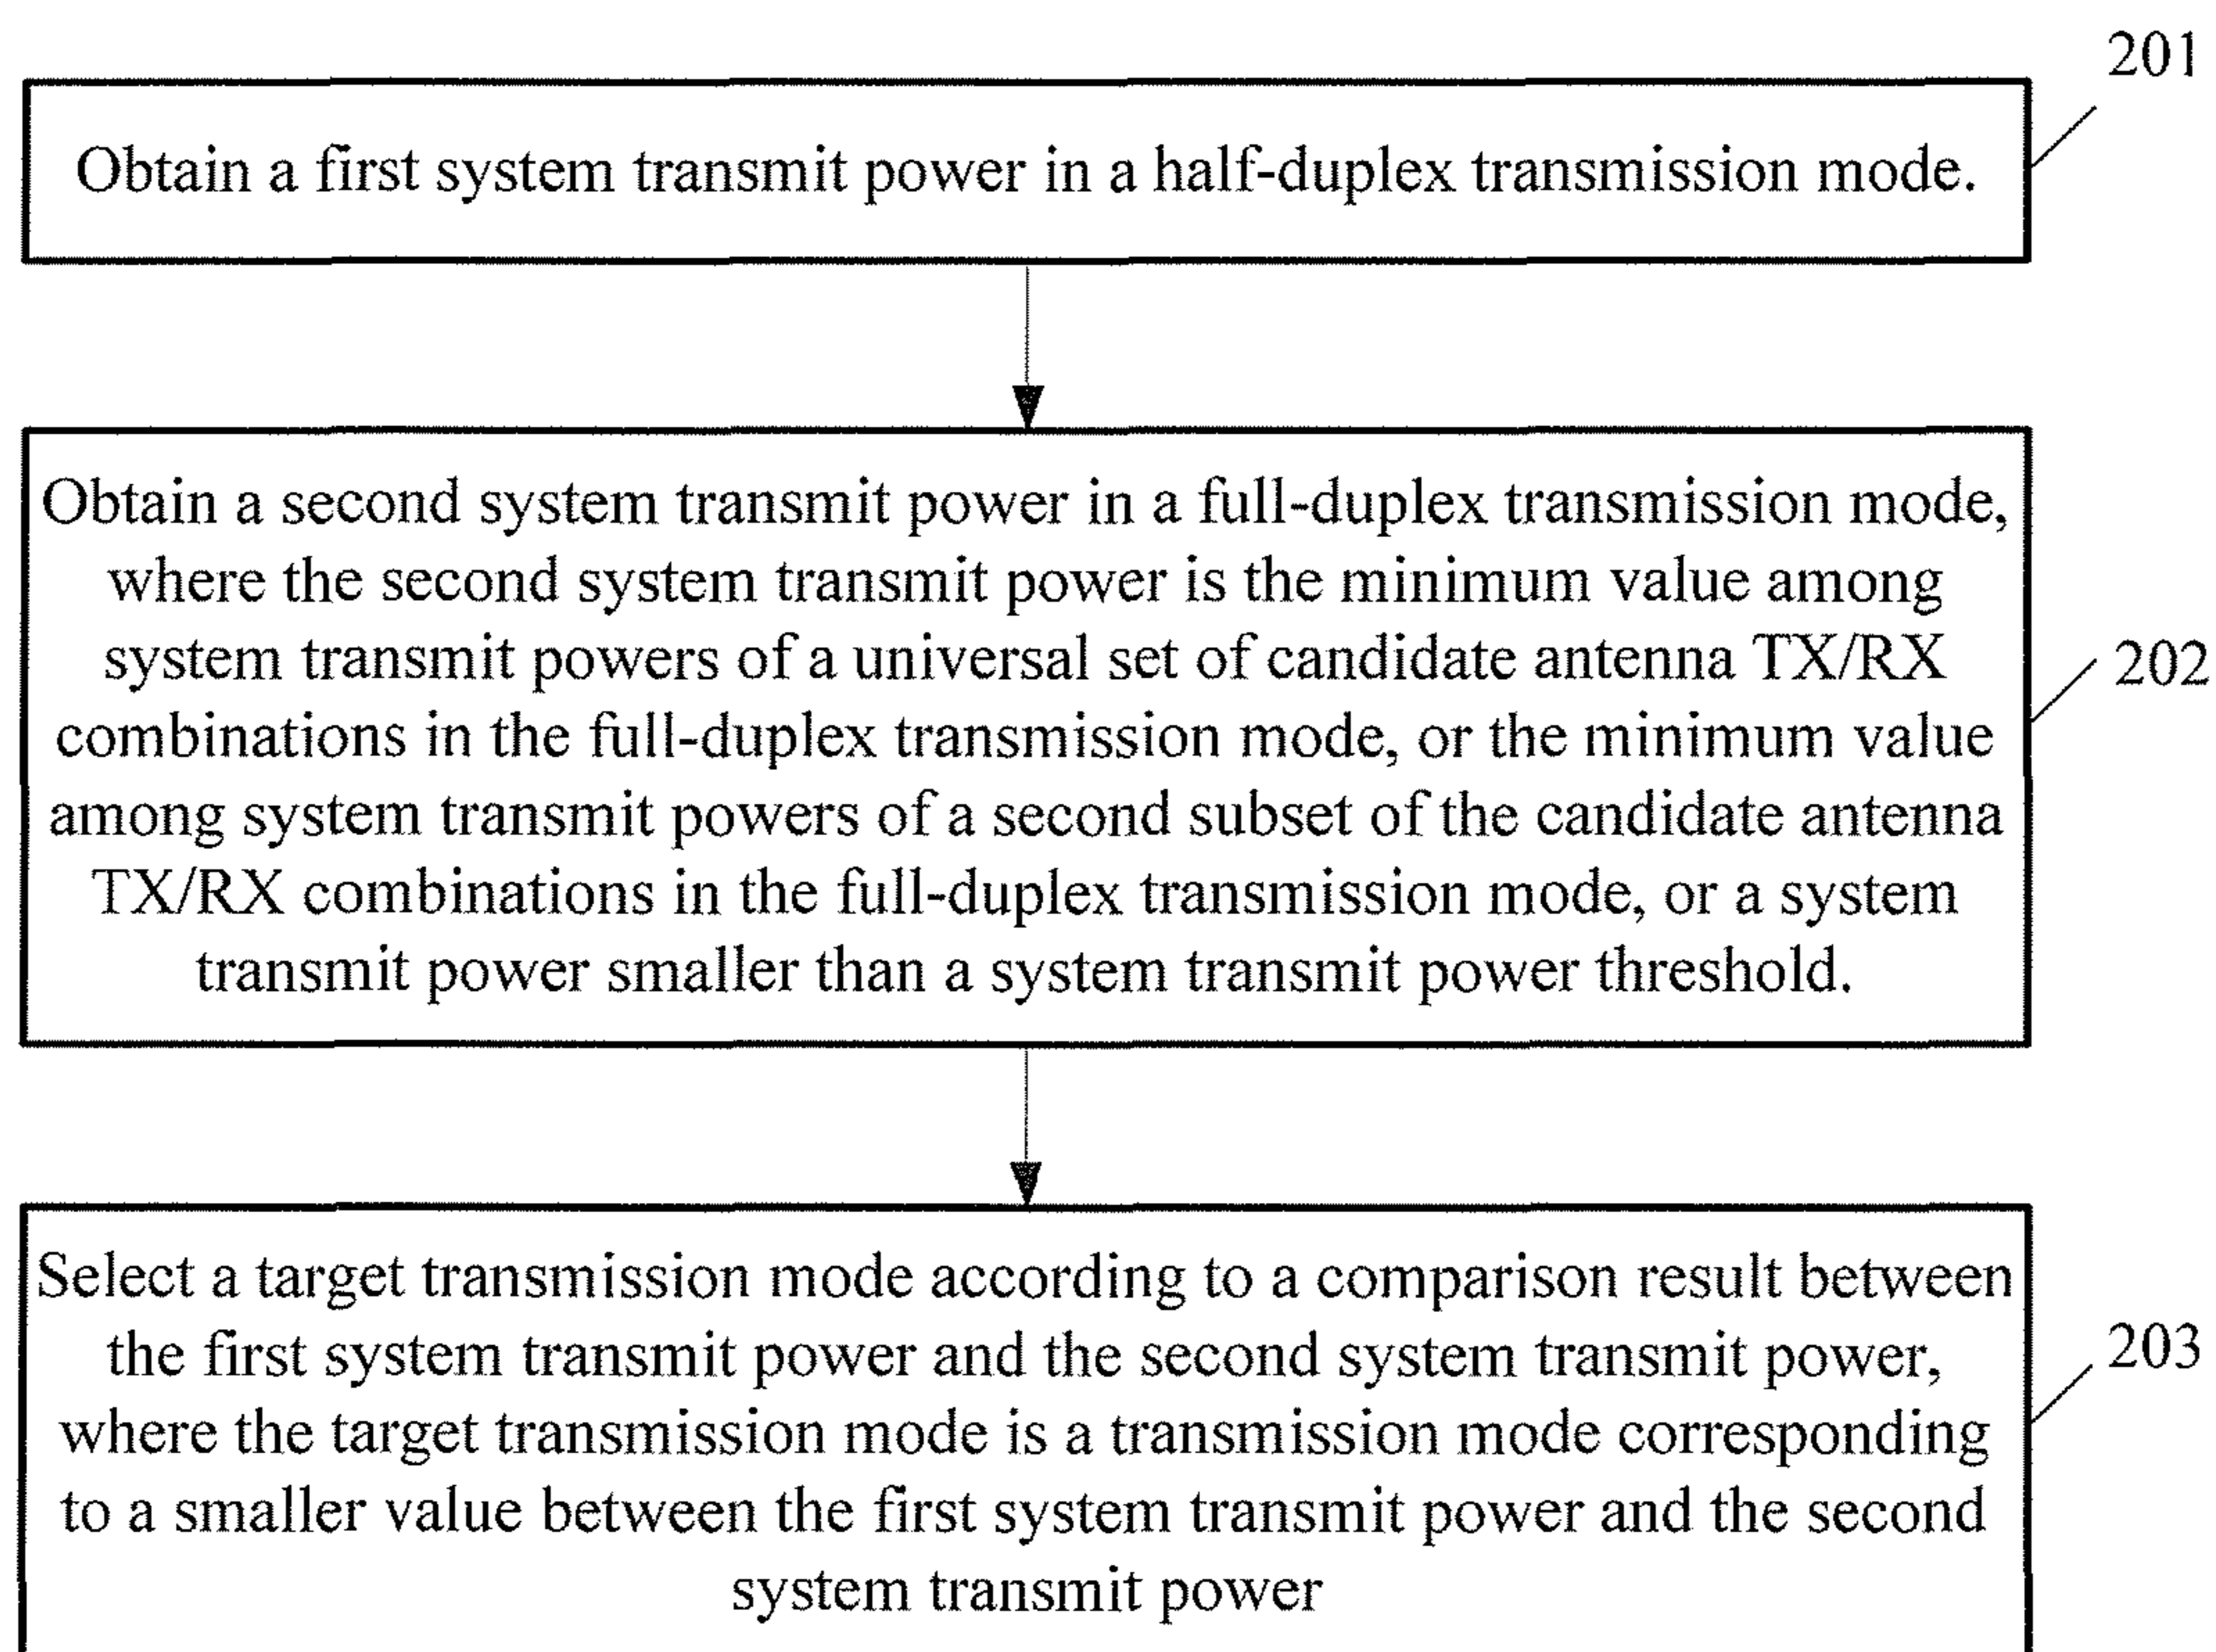 201
Obtain a first system transmit power in a half-duplex transmission mode.
Obtain a second system transmit power in a full-duplex transmission mode,
where the second system transmit power is the minimum value among
system transmit powers of a universal set of candidate antenna TX/RX
combinations in the full-duplex transmission mode, or the minimum value
among system transmit powers of a second subset of the candidate antenna
TX/RX combinations in the full-duplex transmission mode, or a system
transmit power smaller than a system transmit power threshold.
202
Select a target transmission mode according to a comparison result between
the first system transmit power and the second system transmit power,
where the target transmission mode is a transmission mode corresponding
to a smaller value between the first system transmit power and the second
system transmit power
203